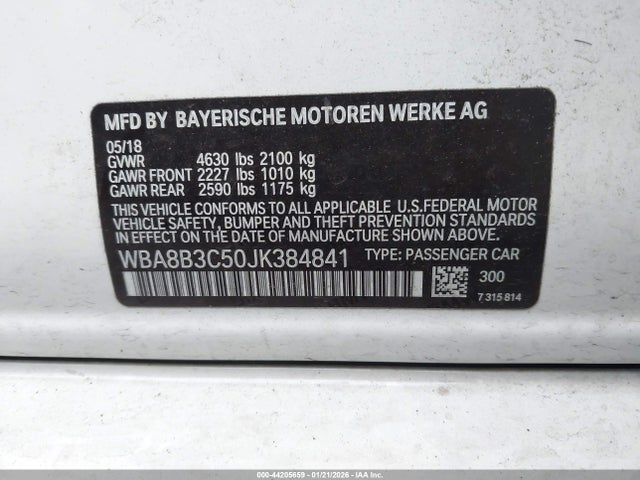 MFD BY BAYERISCHE MOTOREN WERKE AG
05/18
GVWR 4630 lbs 2100 kg
GAWR FRONT 2227 lbs 1010 kg
GAWR REAR 2590 lbs 1175 kg
THIS VEHICLE CONFORMS TO ALL APPLICABLE U.S.FEDERAL MOTOR
VEHICLE SAFETY, BUMPER AND THEFT PREVENTION STANDARDS IN
EFFECT ON THE DATE OF MANUFACTURE SHOWN ABOVE.
WBA8B3C50JK384841 TYPE: PASSENGER CAR
300
7 315 814
000-44205659 - 01/21/2026 - IAA Inc.